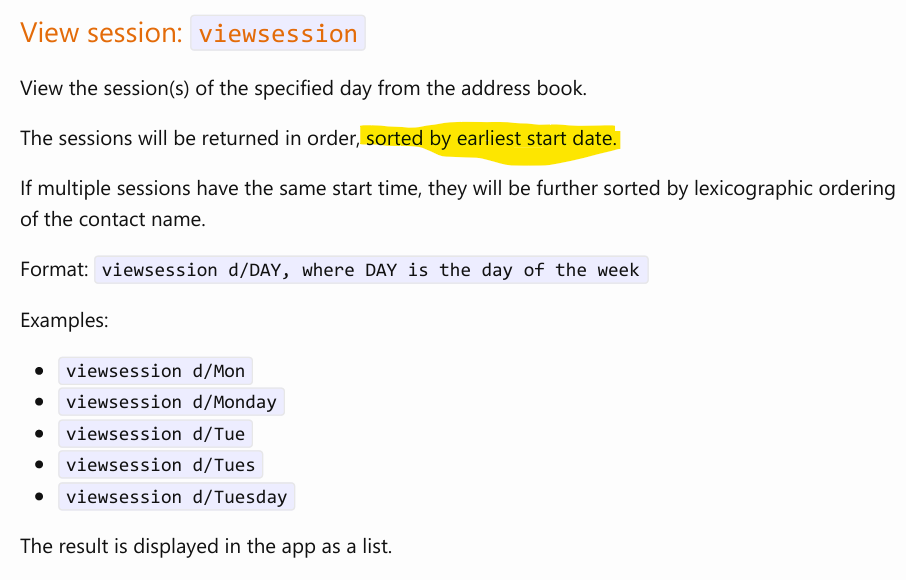 View session: viewsession
View the session(s) of the specified day from the address book.
The sessions will be returned in order, sorted by earliest start date.
If multiple sessions have the same start time, they will be further sorted by lexicographic ordering
of the contact name.
Format: viewsession d/DAY, where DAY is the day of the week
Examples:
viewsession d/Mon
viewsession d/Monday
viewsession d/Tue
viewsession d/Tues
viewsession d/Tuesday
The result is displayed in the app as a list.